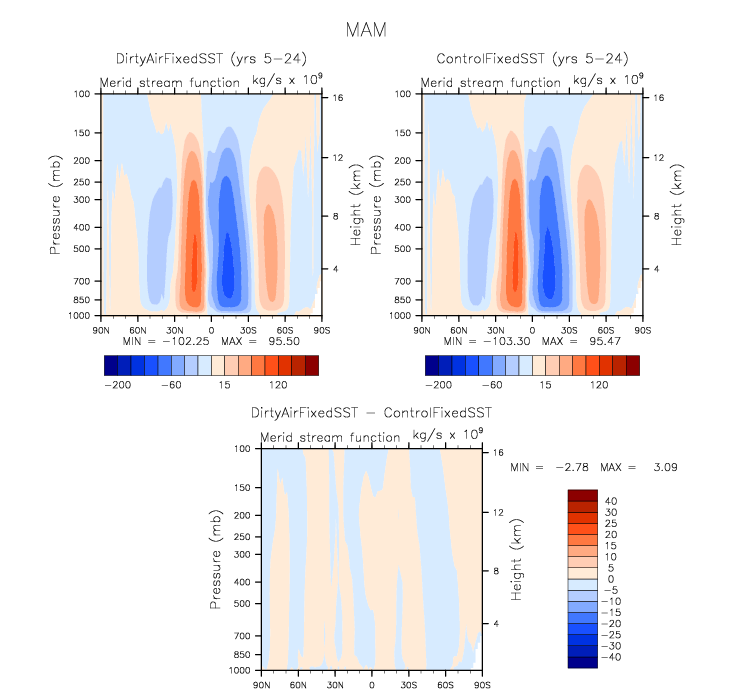 MAM
DirtyAirFixedSST (yrs 5-24)
Merid stream function kg/s x 10⁹
Pressure (mb)
100
150
200
250
300
400
500
700
850
1000
16
12
8
4
Height (km)
90N 60N 30N 0 30S 60S 90S
MIN = -102.25 MAX = 95.50
-200 -60 15 120
ControlFixedSST (yrs 5-24)
Merid stream function kg/s x 10⁹
Pressure (mb)
100
150
200
250
300
400
500
700
850
1000
16
12
8
4
Height (km)
90N 60N 30N 0 30S 60S 90S
MIN = -103.30 MAX = 95.47
-200 -60 15 120
DirtyAirFixedSST - ControlFixedSST
Merid stream function kg/s x 10⁹
Pressure (mb)
100
150
200
250
300
400
500
700
850
1000
16
12
8
4
Height (km)
90N 60N 30N 0 30S 60S 90S
MIN = -2.78 MAX = 3.09
40
30
25
20
15
10
5
0
-5
-10
-15
-20
-25
-30
-40